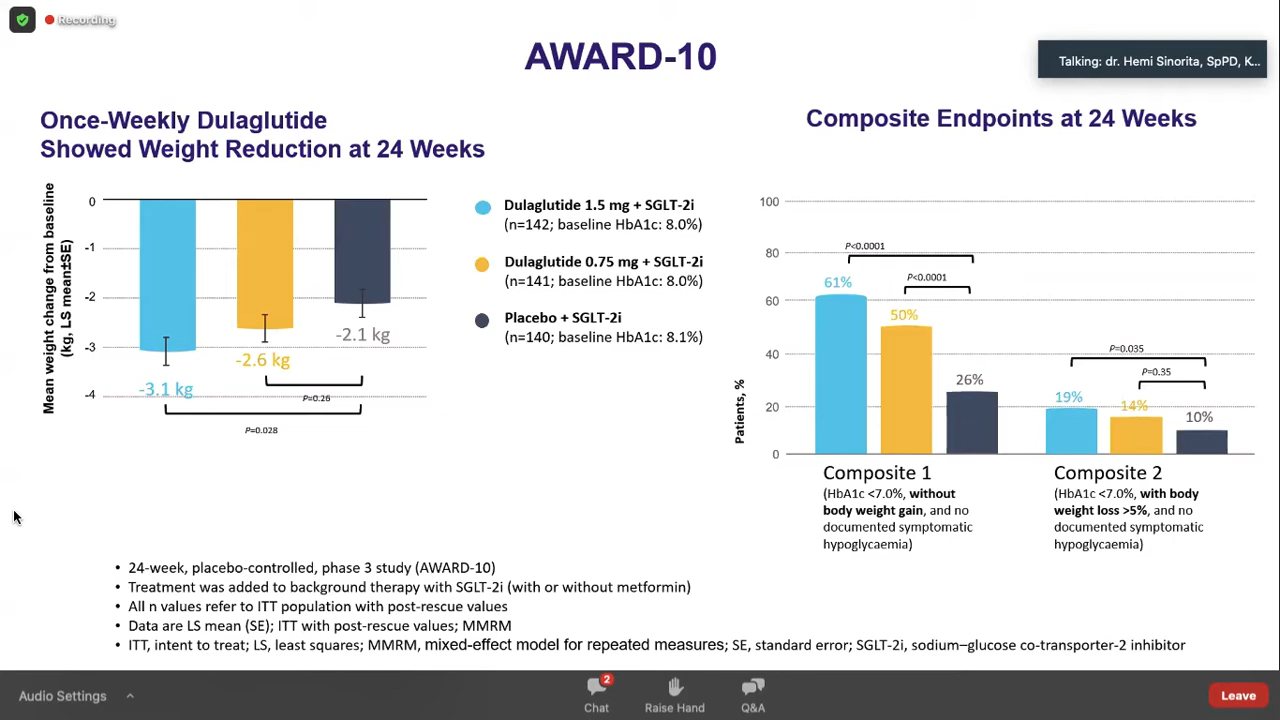 Recording
AWARD-10
Talking: dr. Hemi Sinorita, SpPD, K...
Once-Weekly Dulaglutide
Showed Weight Reduction at 24 Weeks
Mean weight change from baseline
(kg, LS mean±SE)
0
-1
-2
-3
-4
-3.1 kg
-2.6 kg
-2.1 kg
P=0.26
P=0.028
Dulaglutide 1.5 mg + SGLT-2i
(n=142; baseline HbA1c: 8.0%)
Dulaglutide 0.75 mg + SGLT-2i
(n=141; baseline HbA1c: 8.0%)
Placebo + SGLT-2i
(n=140; baseline HbA1c: 8.1%)
Composite Endpoints at 24 Weeks
Patients, %
100
80
60
40
20
0
P<0.0001
P<0.0001
61%
50%
26%
P=0.035
P=0.35
19%
14%
10%
Composite 1
(HbA1c <7.0%, without
body weight gain, and no
documented symptomatic
hypoglycaemia)
Composite 2
(HbA1c <7.0%, with body
weight loss >5%, and no
documented symptomatic
hypoglycaemia)
• 24-week, placebo-controlled, phase 3 study (AWARD-10)
• Treatment was added to background therapy with SGLT-2i (with or without metformin)
• All n values refer to ITT population with post-rescue values
• Data are LS mean (SE); ITT with post-rescue values; MMRM
• ITT, intent to treat; LS, least squares; MMRM, mixed-effect model for repeated measures; SE, standard error; SGLT-2i, sodium–glucose co-transporter-2 inhibitor
Audio Settings
2
Chat
Raise Hand
Q&A
Leave